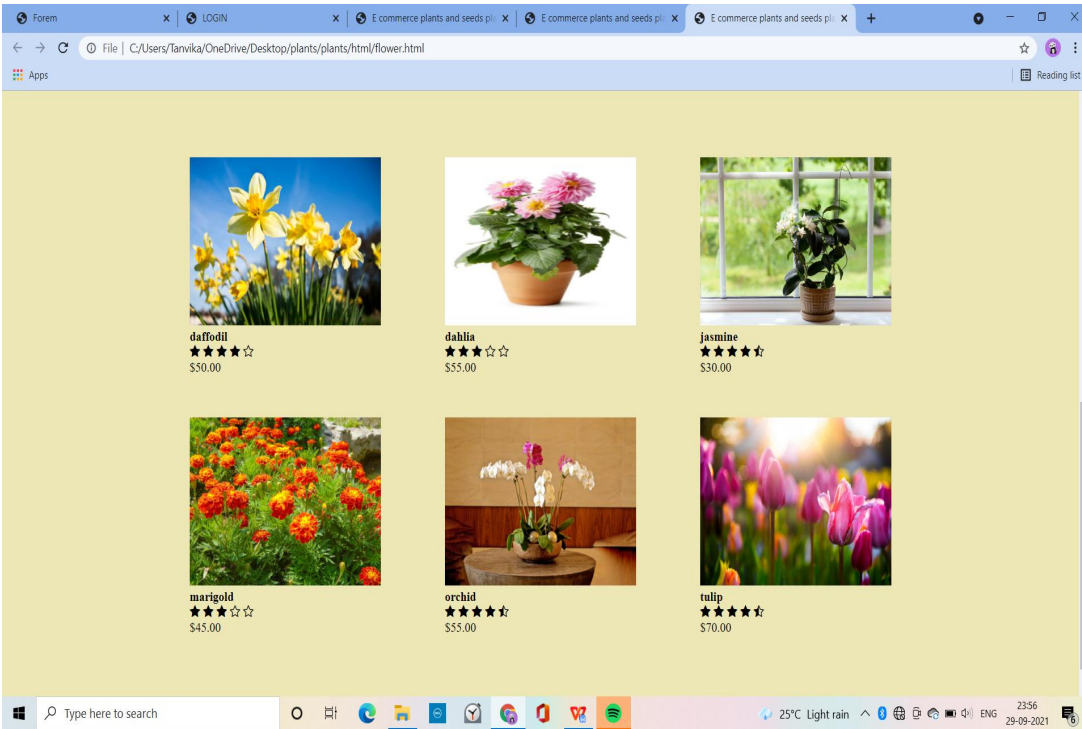 Forem
LOGIN
E commerce plants and seeds pl
E commerce plants and seeds pl
E commerce plants and seeds pl
File | C:/Users/Tanvika/OneDrive/Desktop/plants/plants/html/flower.html
Apps
Reading list
daffodil
$50.00
dahlia
$55.00
jasmine
$30.00
marigold
$45.00
orchid
$55.00
tulip
$70.00
Type here to search
25°C Light rain
ENG
23:56
29-09-2021
6